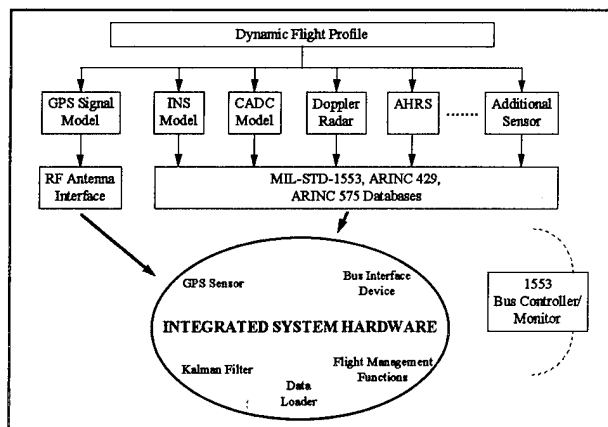 Dynamic Flight Profile
GPS Signal
Model
INS
Model
CADC
Model
Doppler
Radar
AHRS
........
Additional
Sensor
RF Antenna
Interface
MIL-STD-1553, ARINC 429,
ARINC 575 Databases
GPS Sensor
Bus Interface
Device
1553
Bus Controller/
Monitor
INTEGRATED SYSTEM HARDWARE
Kalman Filter
Flight Management
Functions
Data
Loader